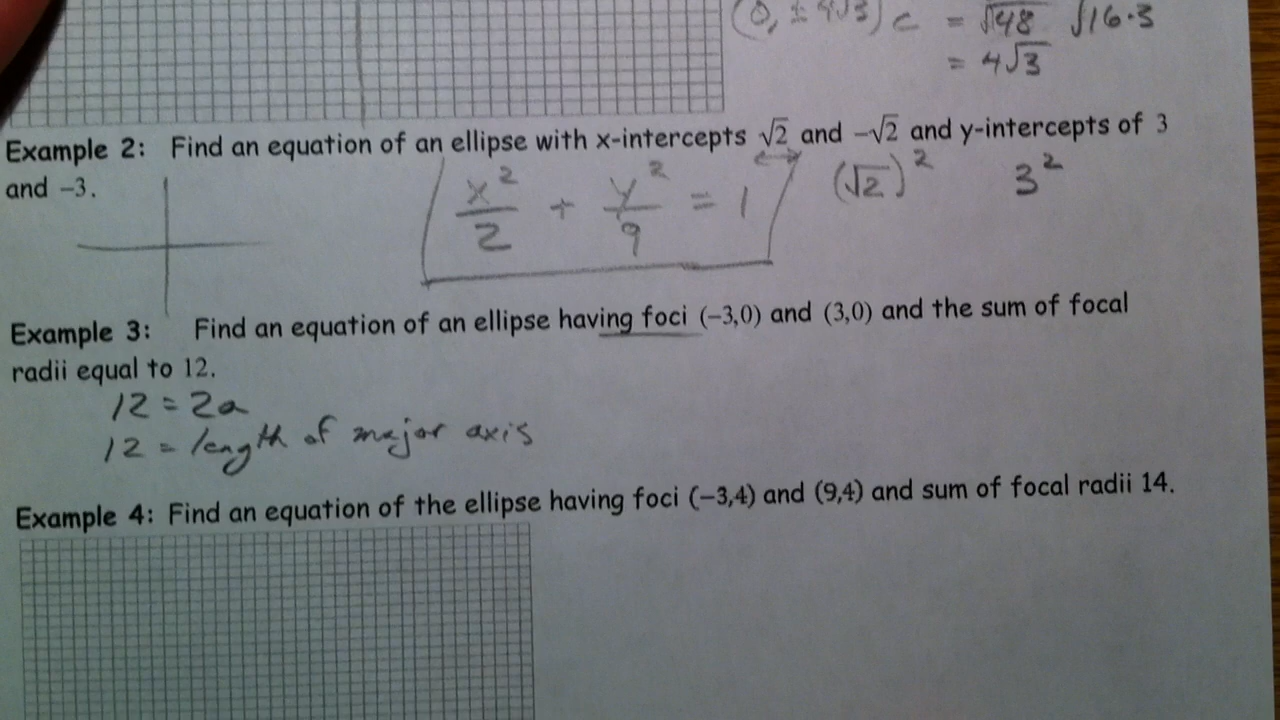 (0, ± 4√3) c = √48 √16·3
= 4√3
Example 2: Find an equation of an ellipse with x-intercepts √2 and −√2 and y-intercepts of 3
and −3.
x²/2 + y²/9 = 1 (√2)² 3²
Example 3: Find an equation of an ellipse having foci (−3,0) and (3,0) and the sum of focal
radii equal to 12.
12 = 2a
12 = length of major axis
Example 4: Find an equation of the ellipse having foci (−3,4) and (9,4) and sum of focal radii 14.